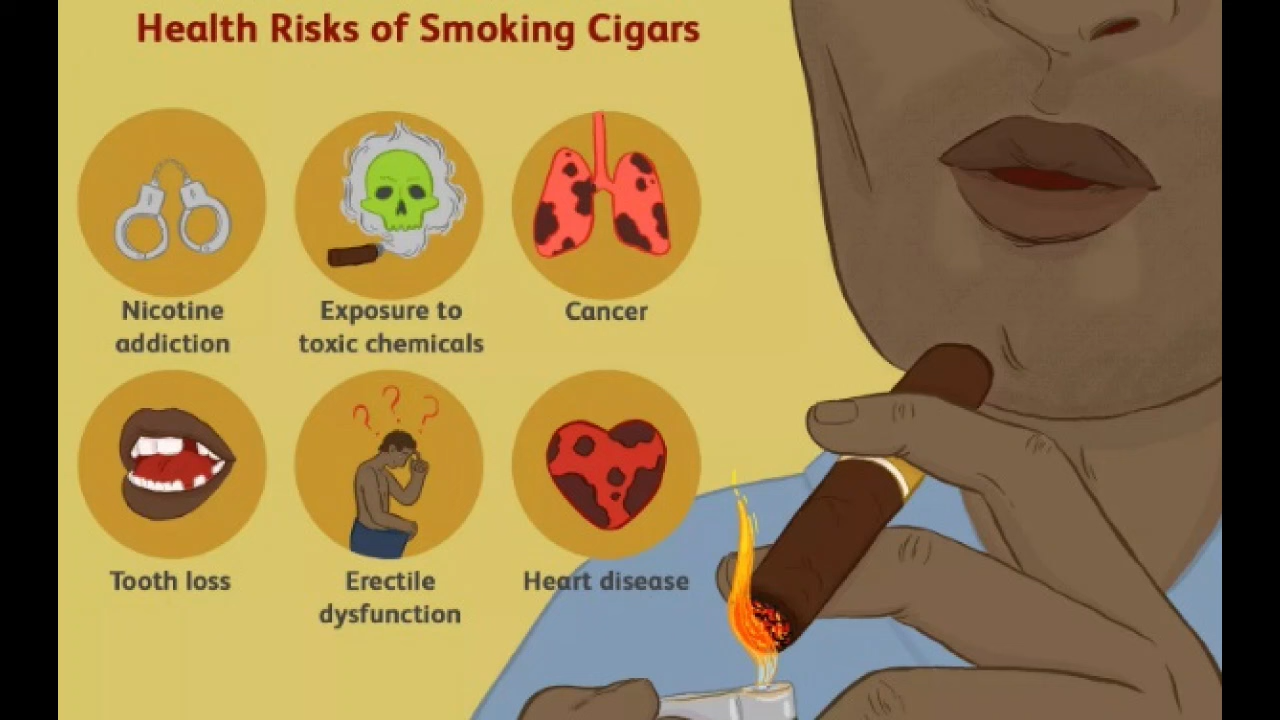 Health Risks of Smoking Cigars
Nicotine
addiction
Exposure to
toxic chemicals
Cancer
Tooth loss
Erectile
dysfunction
Heart disease